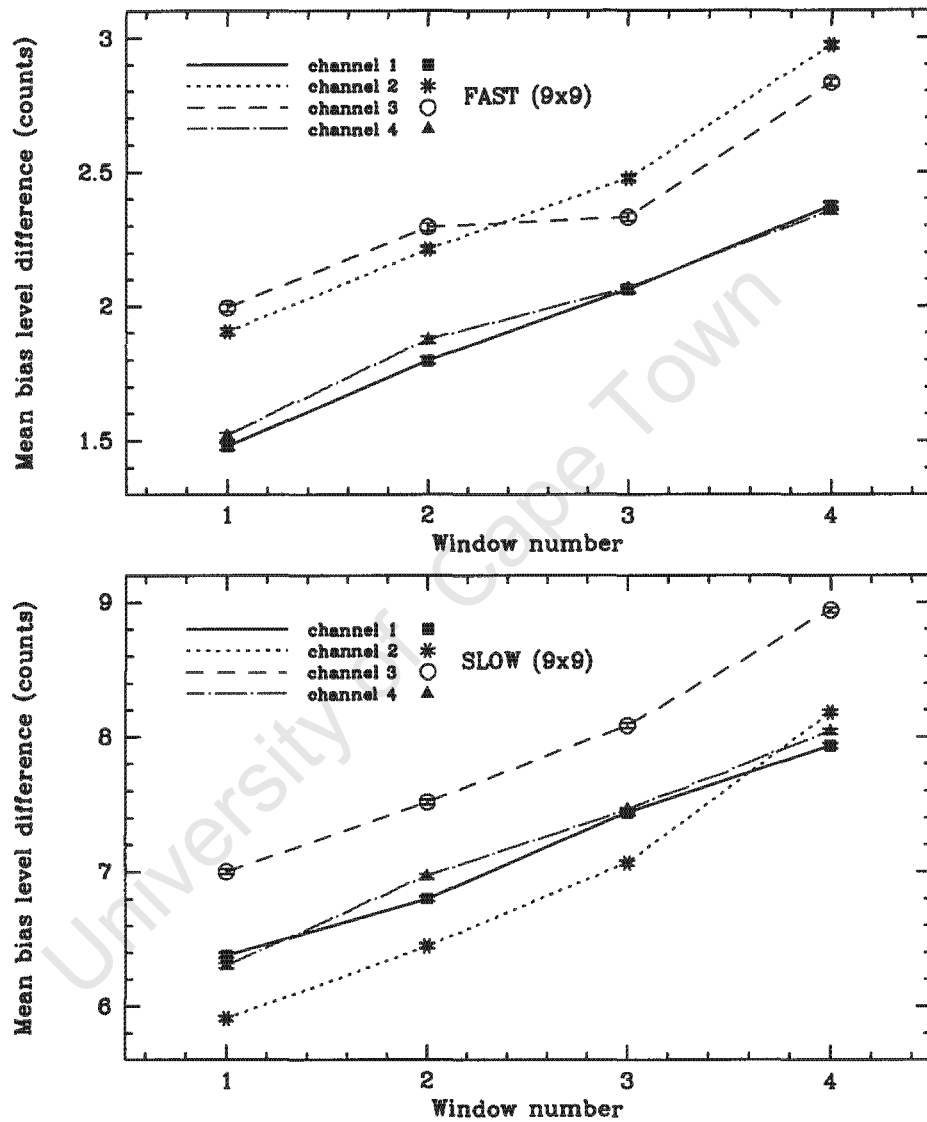 Mean bias level difference (counts)
3
2.5
2
1.5
channel 1
channel 2
channel 3
channel 4
FAST (9x9)
1 2 3 4
Window number
Mean bias level difference (counts)
9
8
7
6
channel 1
channel 2
channel 3
channel 4
SLOW (9x9)
1 2 3 4
Window number
University of Cape Town